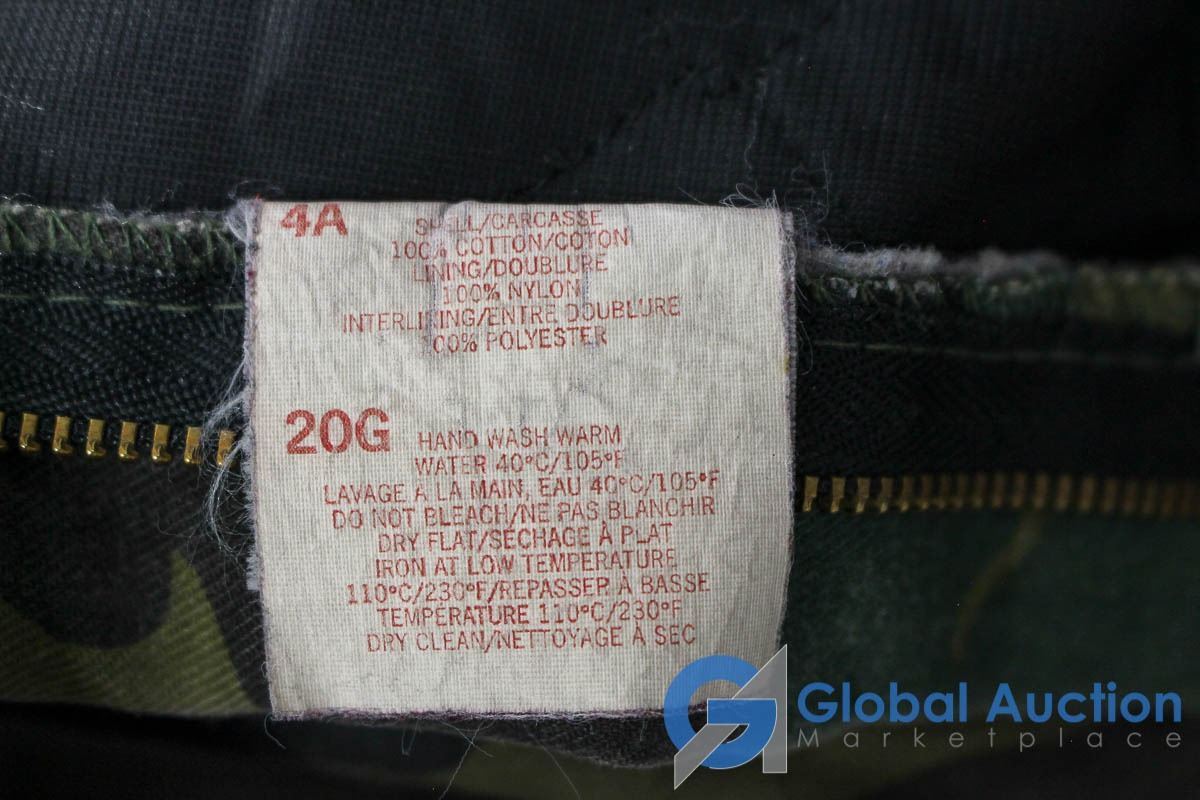 4A
SHELL/CARCASSE
100% COTTON/COTON
LINING/DOUBLURE
100% NYLON
INTERLINING/ENTRE DOUBLURE
00% POLYESTER
20G
HAND WASH WARM
WATER 40°C/105°F
LAVAGE A LA MAIN, EAU 40°C/105°F
DO NOT BLEACH/NE PAS BLANCHIR
DRY FLAT/SÉCHAGE À PLAT
IRON AT LOW TEMPERATURE
110°C/230°F/REPASSER À BASSE
TEMPÉRATURE 110°C/230°F
DRY CLEAN/NETTOYAGE À SEC
Global Auction
Marketplace